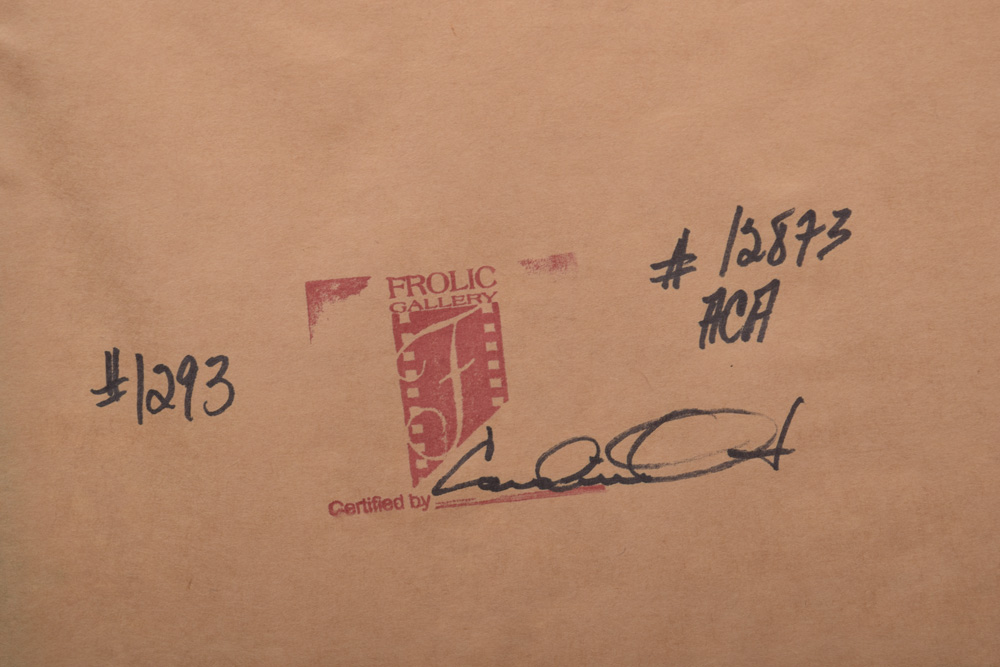 # 12873
ACA
FROLIC
GALLERY
F
#1293
Certified by